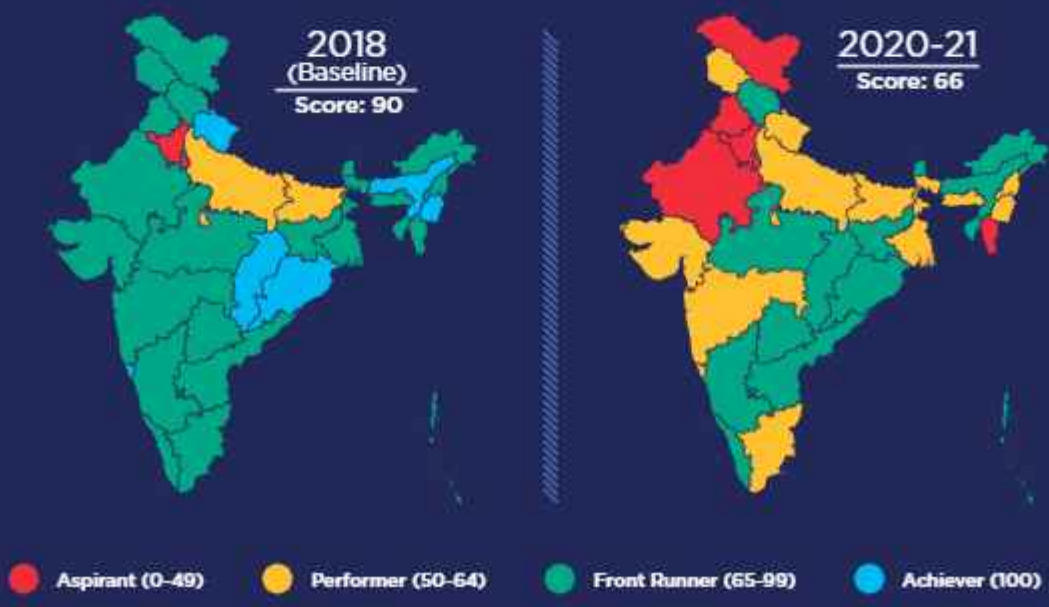 2018
(Baseline)
Score: 90
2020-21
Score: 66
Aspirant (0-49)
Performer (50-64)
Front Runner (65-99)
Achiever (100)